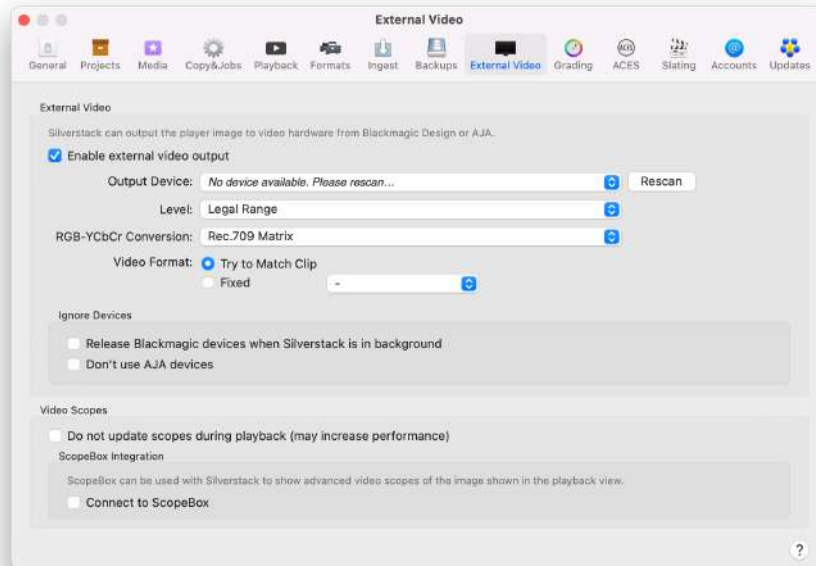 External Video
General Projects Media Copy&Jobs Playback Formats Ingest Backups External Video Grading ACES Slating Accounts Updates
External Video
Silverstack can output the player image to video hardware from Blackmagic Design or AJA.
Enable external video output
Output Device: No device available. Please rescan... Rescan
Level: Legal Range
RGB-YCbCr Conversion: Rec.709 Matrix
Video Format: Try to Match Clip
Fixed -
Ignore Devices
Release Blackmagic devices when Silverstack is in background
Don't use AJA devices
Video Scopes
Do not update scopes during playback (may increase performance)
ScopeBox Integration
ScopeBox can be used with Silverstack to show advanced video scopes of the image shown in the playback view.
Connect to ScopeBox
?